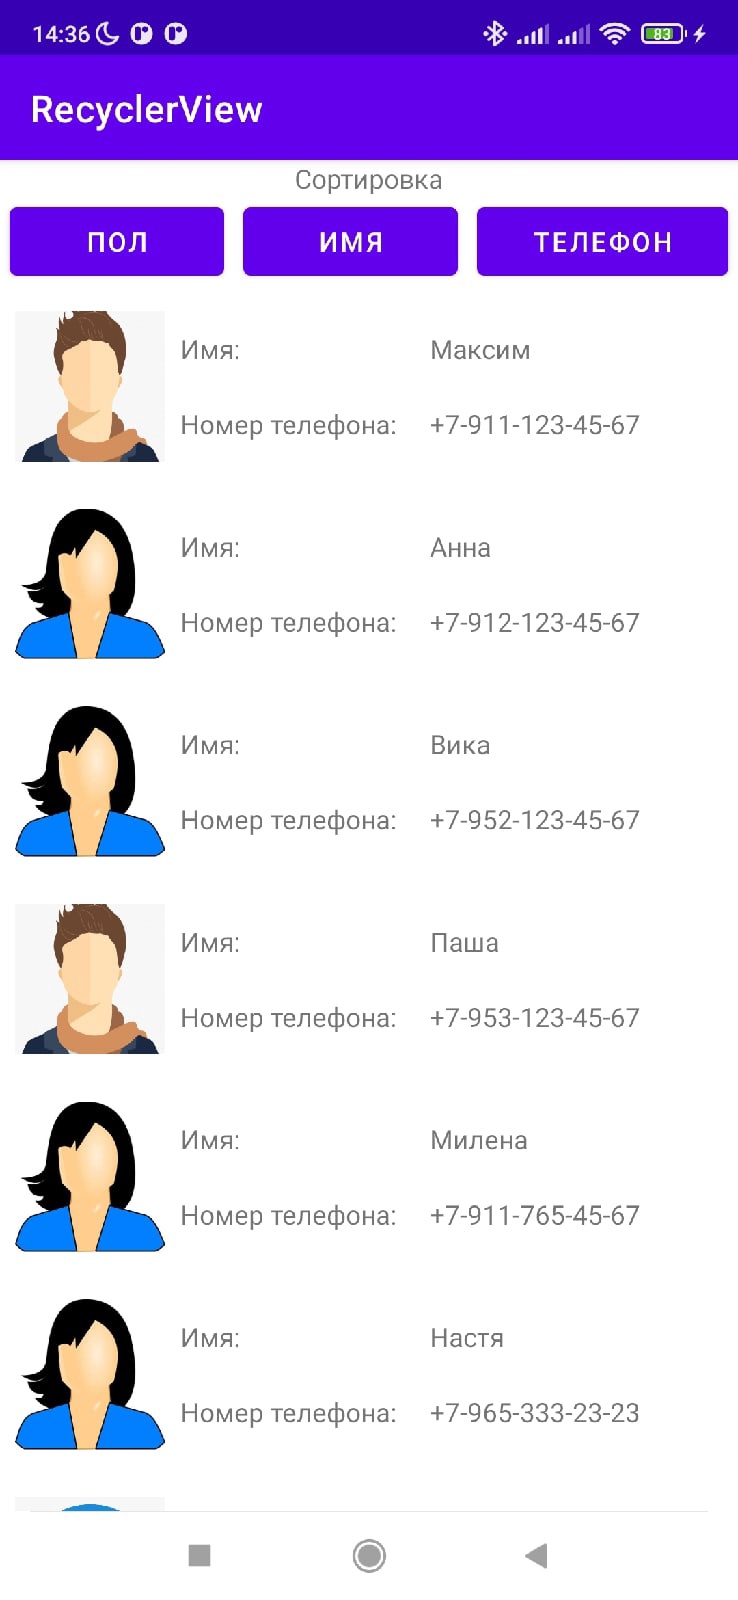 14:36 83
RecyclerView
Сортировка
ПОЛ ИМЯ ТЕЛЕФОН
Имя: Максим
Номер телефона: +7-911-123-45-67
Имя: Анна
Номер телефона: +7-912-123-45-67
Имя: Вика
Номер телефона: +7-952-123-45-67
Имя: Паша
Номер телефона: +7-953-123-45-67
Имя: Милена
Номер телефона: +7-911-765-45-67
Имя: Настя
Номер телефона: +7-965-333-23-23